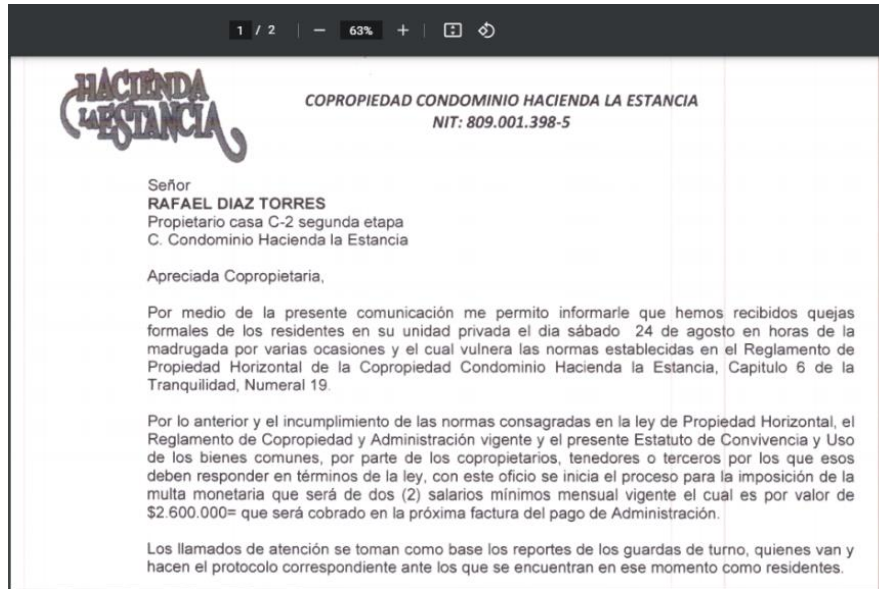 1 / 2
63%
HACIENDA
LA ESTANCIA
COPROPIEDAD CONDOMINIO HACIENDA LA ESTANCIA
NIT: 809.001.398-5
Señor
RAFAEL DIAZ TORRES
Propietario casa C-2 segunda etapa
C. Condominio Hacienda la Estancia
Apreciada Copropietaria,
Por medio de la presente comunicación me permito informarle que hemos recibidos quejas
formales de los residentes en su unidad privada el dia sábado 24 de agosto en horas de la
madrugada por varias ocasiones y el cual vulnera las normas establecidas en el Reglamento de
Propiedad Horizontal de la Copropiedad Condominio Hacienda la Estancia, Capitulo 6 de la
Tranquilidad, Numeral 19.
Por lo anterior y el incumplimiento de las normas consagradas en la ley de Propiedad Horizontal, el
Reglamento de Copropiedad y Administración vigente y el presente Estatuto de Convivencia y Uso
de los bienes comunes, por parte de los copropietarios, tenedores o terceros por los que esos
deben responder en términos de la ley, con este oficio se inicia el proceso para la imposición de la
multa monetaria que será de dos (2) salarios mínimos mensual vigente el cual es por valor de
$2.600.000= que será cobrado en la próxima factura del pago de Administración.
Los llamados de atención se toman como base los reportes de los guardas de turno, quienes van y
hacen el protocolo correspondiente ante los que se encuentran en ese momento como residentes.